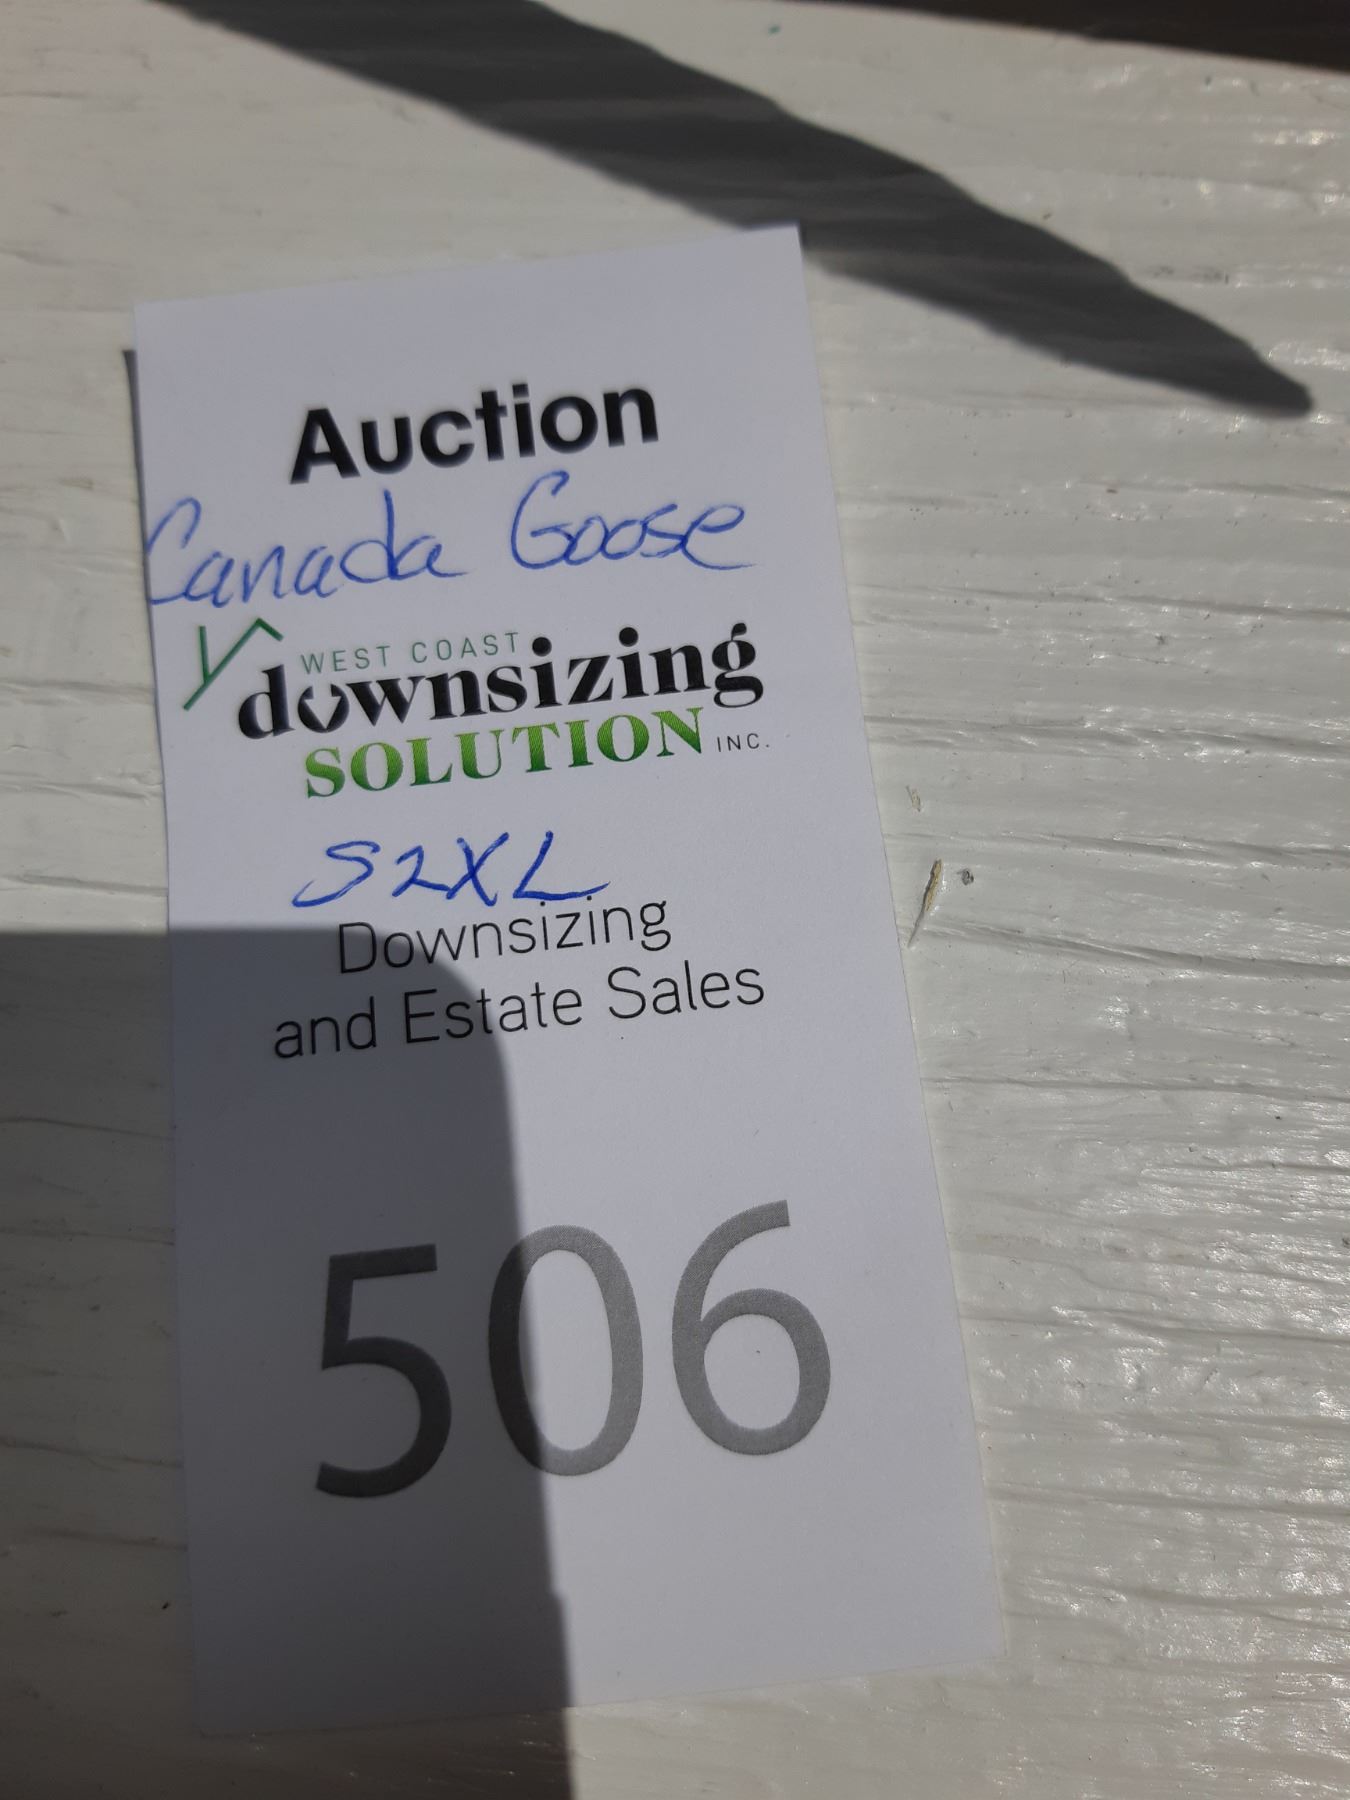 Auction
Canada Goose
WEST COAST
downsizing
SOLUTION INC.
S2XL
Downsizing
and Estate Sales
506